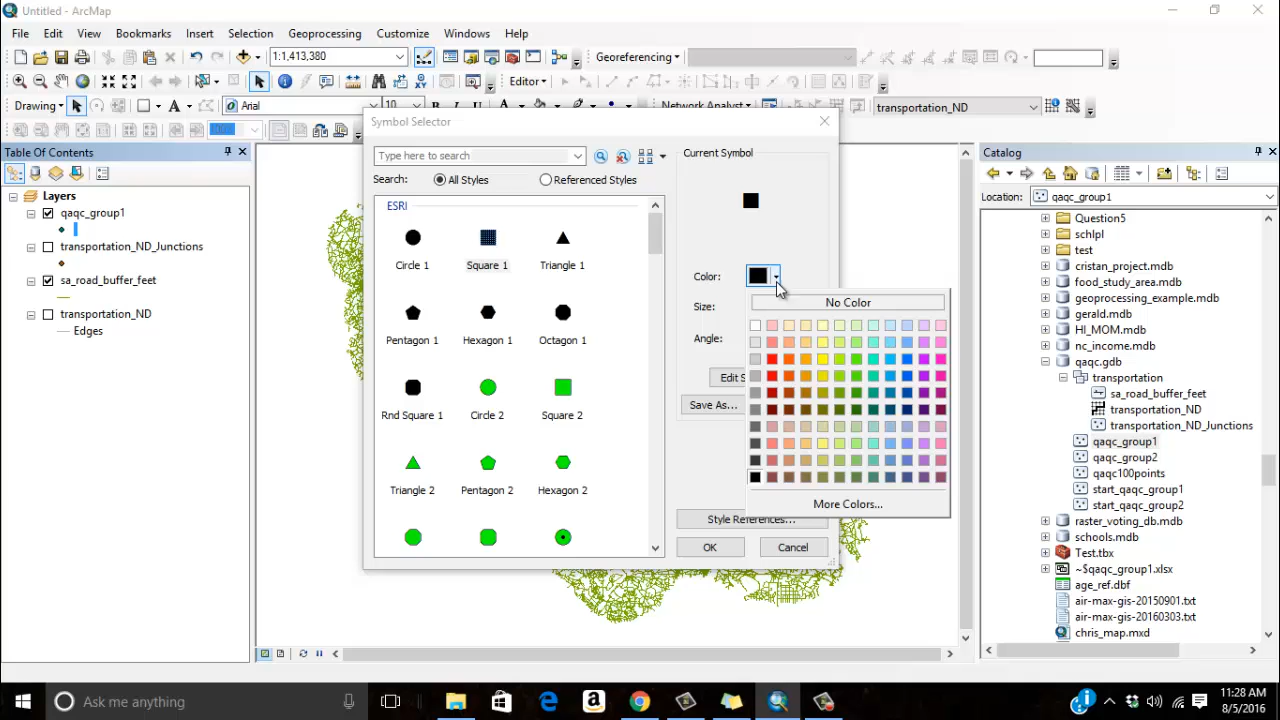 Untitled - ArcMap
File Edit View Bookmarks Insert Selection Geoprocessing Customize Windows Help
1:1,413,380 Georeferencing
Editor
Drawing Arial 10 B I U A Network Analyst transportation_ND
Table Of Contents
Layers
qaqc_group1
transportation_ND_Junctions
sa_road_buffer_feet
transportation_ND
Edges
Symbol Selector
Type here to search
Search: All Styles Referenced Styles
ESRI
Circle 1 Square 1 Triangle 1
Pentagon 1 Hexagon 1 Octagon 1
Rnd Square 1 Circle 2 Square 2
Triangle 2 Pentagon 2 Hexagon 2
Current Symbol
Color:
Size:
Angle:
Edit S
Save As...
Style References...
OK Cancel
No Color
More Colors...
Catalog
Location: qaqc_group1
Question5
schlpl
test
cristan_project.mdb
food_study_area.mdb
geoprocessing_example.mdb
gerald.mdb
HI_MOM.mdb
nc_income.mdb
qaqc.gdb
transportation
sa_road_buffer_feet
transportation_ND
transportation_ND_Junctions
qaqc_group1
qaqc_group2
qaqc100points
start_qaqc_group1
start_qaqc_group2
raster_voting_db.mdb
schools.mdb
Test.tbx
~$qaqc_group1.xlsx
age_ref.dbf
air-max-gis-20150901.txt
air-max-gis-20160303.txt
chris_map.mxd
Ask me anything
11:28 AM
8/5/2016